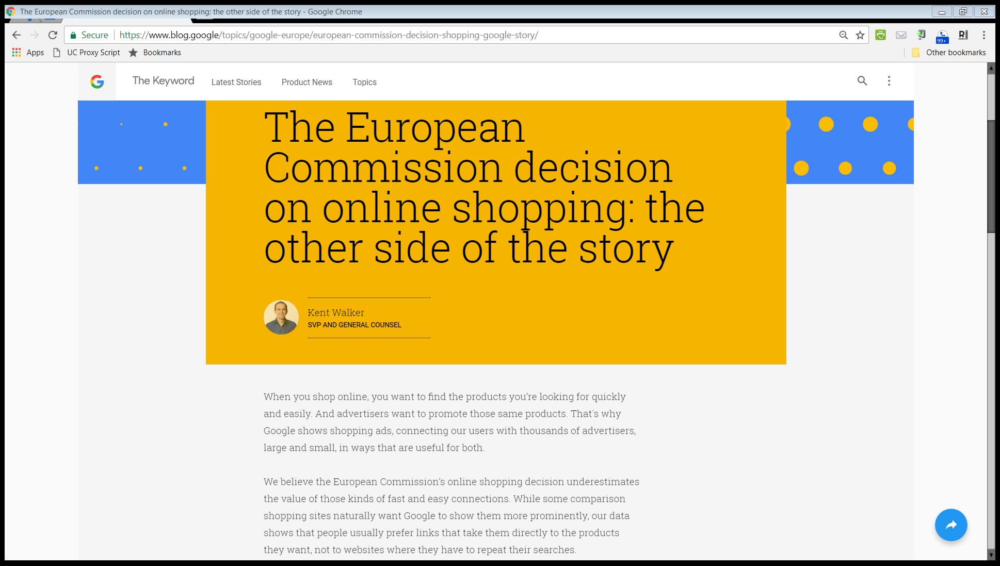 The European Commission decision on online shopping: the other side of the story - Google Chrome
Secure https://www.blog.google/topics/google-europe/european-commission-decision-shopping-google-story/
99+
R
Apps UC Proxy Script Bookmarks Other bookmarks
G The Keyword Latest Stories Product News Topics
The European
Commission decision
on online shopping: the
other side of the story
Kent Walker
SVP AND GENERAL COUNSEL
When you shop online, you want to find the products you’re looking for quickly
and easily. And advertisers want to promote those same products. That's why
Google shows shopping ads, connecting our users with thousands of advertisers,
large and small, in ways that are useful for both.
We believe the European Commission’s online shopping decision underestimates
the value of those kinds of fast and easy connections. While some comparison
shopping sites naturally want Google to show them more prominently, our data
shows that people usually prefer links that take them directly to the products
they want, not to websites where they have to repeat their searches.